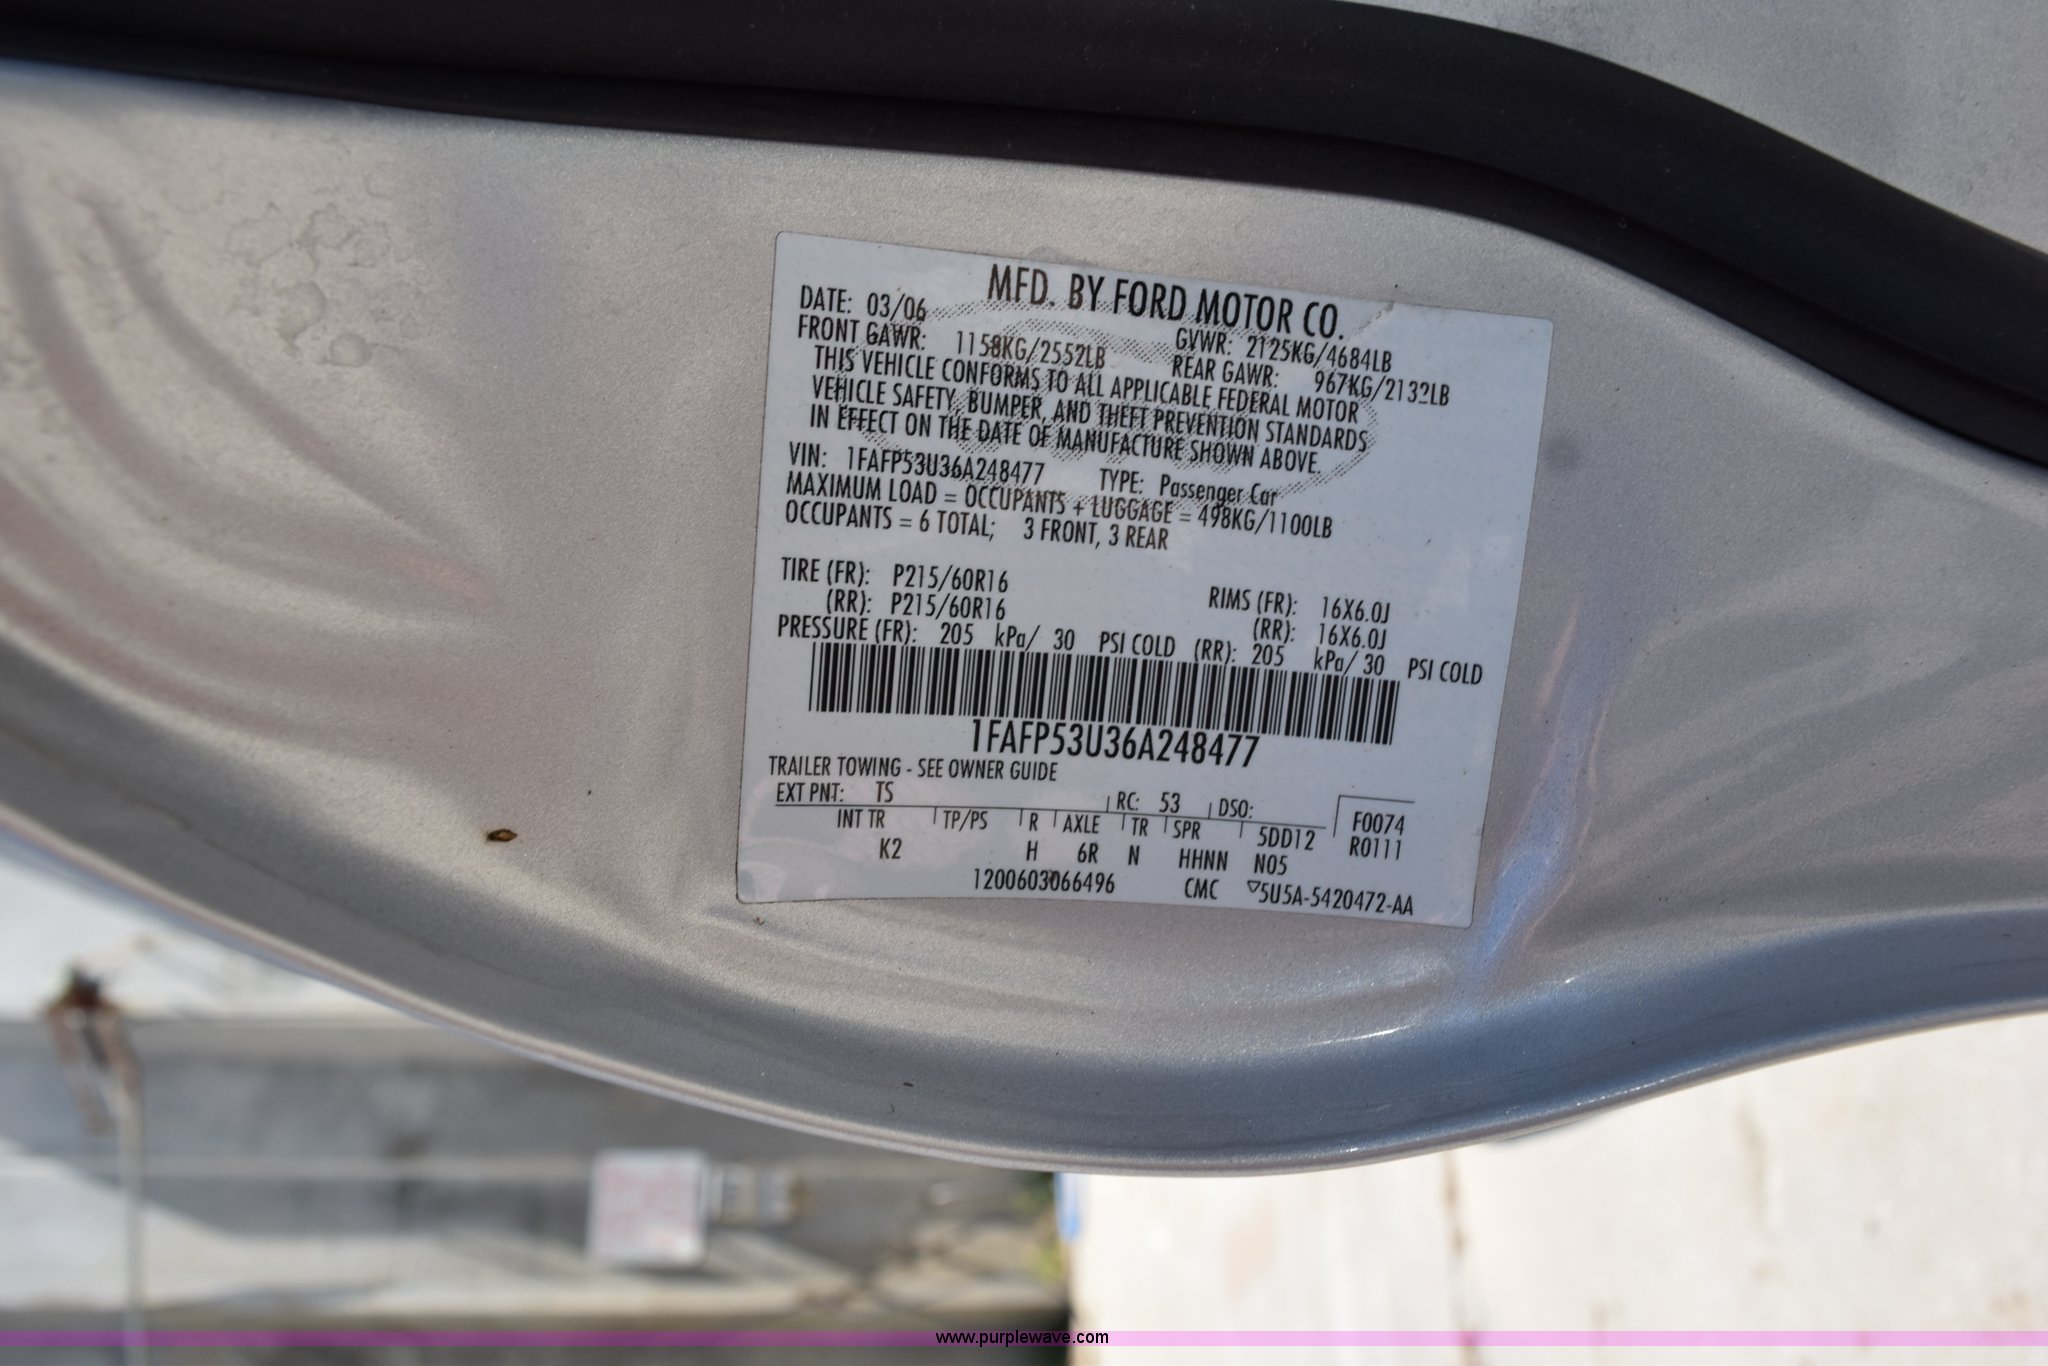 MFD. BY FORD MOTOR CO.
DATE: 03/06 GVWR: 2125KG/4684LB
FRONT GAWR: 1158KG/2552LB REAR GAWR: 967KG/2132LB
THIS VEHICLE CONFORMS TO ALL APPLICABLE FEDERAL MOTOR
VEHICLE SAFETY, BUMPER, AND THEFT PREVENTION STANDARDS
IN EFFECT ON THE DATE OF MANUFACTURE SHOWN ABOVE.
VIN: 1FAFP53U36A248477 TYPE: Passenger Car
MAXIMUM LOAD = OCCUPANTS + LUGGAGE = 498KG/1100LB
OCCUPANTS = 6 TOTAL; 3 FRONT, 3 REAR
TIRE (FR): P215/60R16 RIMS (FR): 16X6.0J
(RR): P215/60R16 (RR): 16X6.0J
PRESSURE (FR): 205 kPa/ 30 PSI COLD (RR): 205 kPa/ 30 PSI COLD
1FAFP53U36A248477
TRAILER TOWING - SEE OWNER GUIDE
EXT PNT: TS RC: 53 DSO: F0074
INT TR TP/PS R AXLE TR SPR 5DD12 R0111
K2 H 6R N HHNN N05
1200603066496 CMC ▽5U5A-5420472-AA
www.purplewave.com